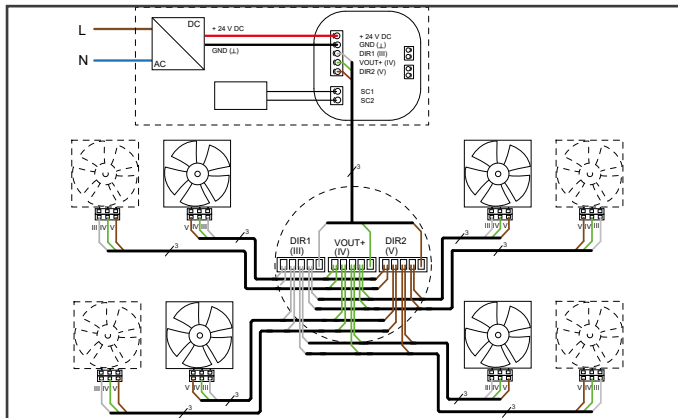 L
N
DC
AC
+ 24 V DC
GND (⊥)
+ 24 V DC
GND (⊥)
DIR1 (III)
VOUT+ (IV)
DIR2 (V)
SC1
SC2
3
III IV V
V IV III
3
3
V IV III
III IV V
3
3
DIR1
(III)
VOUT+
(IV)
DIR2
(V)
III IV V
V IV III
3
3
III IV V
III IV V
3
3